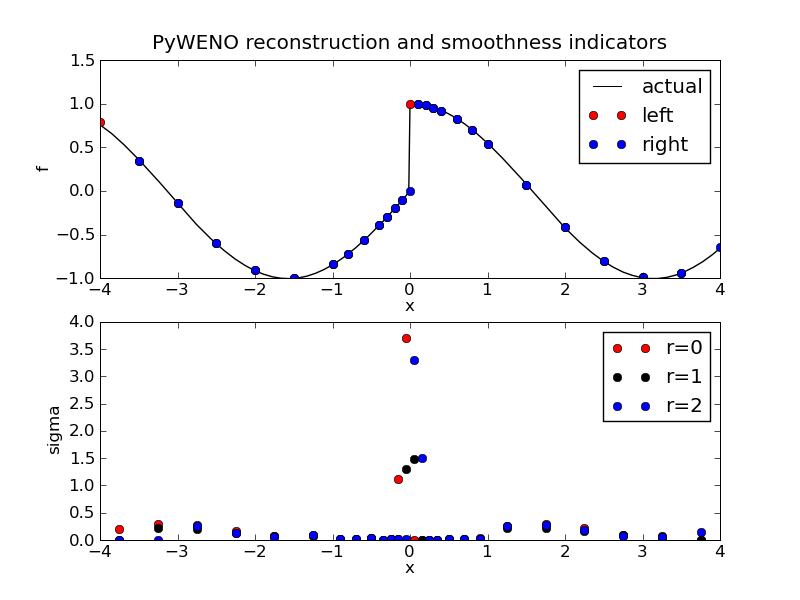 PyWENO reconstruction and smoothness indicators
1.5
1.0
0.5
0.0
−0.5
−1.0
f
actual
left
right
−4 −3 −2 −1 0 1 2 3 4
x
4.0
3.5
3.0
2.5
2.0
1.5
1.0
0.5
0.0
sigma
r=0
r=1
r=2
−4 −3 −2 −1 0 1 2 3 4
x